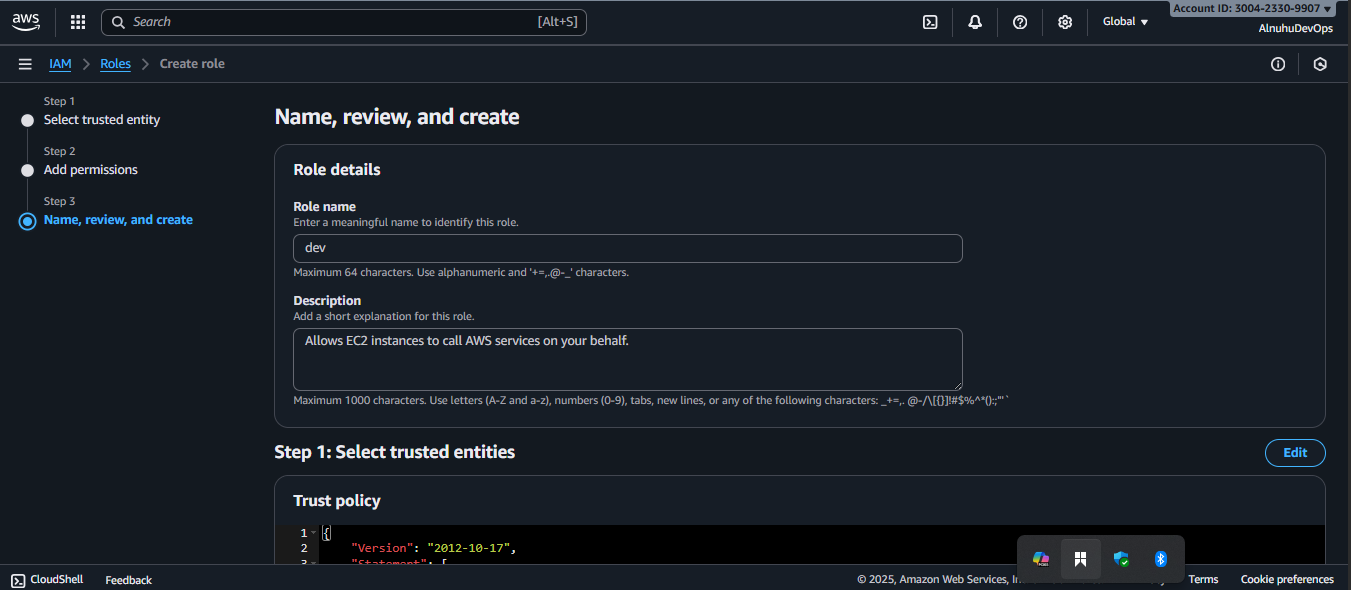 aws
Search [Alt+S]
Global
Account ID: 3004-2330-9907
AlnuhuDevOps
IAM Roles Create role
Step 1
Select trusted entity
Step 2
Add permissions
Step 3
Name, review, and create
Name, review, and create
Role details
Role name
Enter a meaningful name to identify this role.
dev
Maximum 64 characters. Use alphanumeric and '+=,.@-_' characters.
Description
Add a short explanation for this role.
Allows EC2 instances to call AWS services on your behalf.
Maximum 1000 characters. Use letters (A-Z and a-z), numbers (0-9), tabs, new lines, or any of the following characters: _+=,. @-/\[{}]!#$%^*();:"'`
Step 1: Select trusted entities
Edit
Trust policy
1 {
2 "Version": "2012-10-17",
3 "Statement": [
CloudShell Feedback
© 2025, Amazon Web Services, Terms Cookie preferences